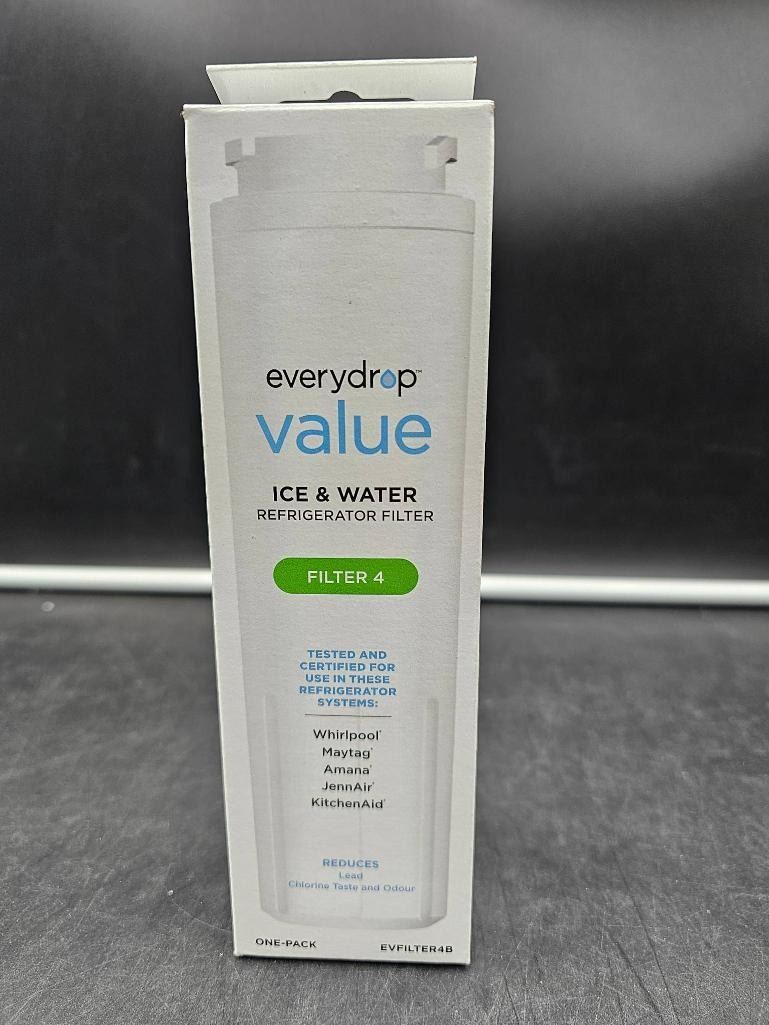 everydrop™
value
ICE & WATER
REFRIGERATOR FILTER
FILTER 4
TESTED AND
CERTIFIED FOR
USE IN THESE
REFRIGERATOR
SYSTEMS:
Whirlpool®
Maytag®
Amana®
JennAir®
KitchenAid®
REDUCES
Lead
Chlorine Taste and Odour
ONE-PACK EVFILTER4B